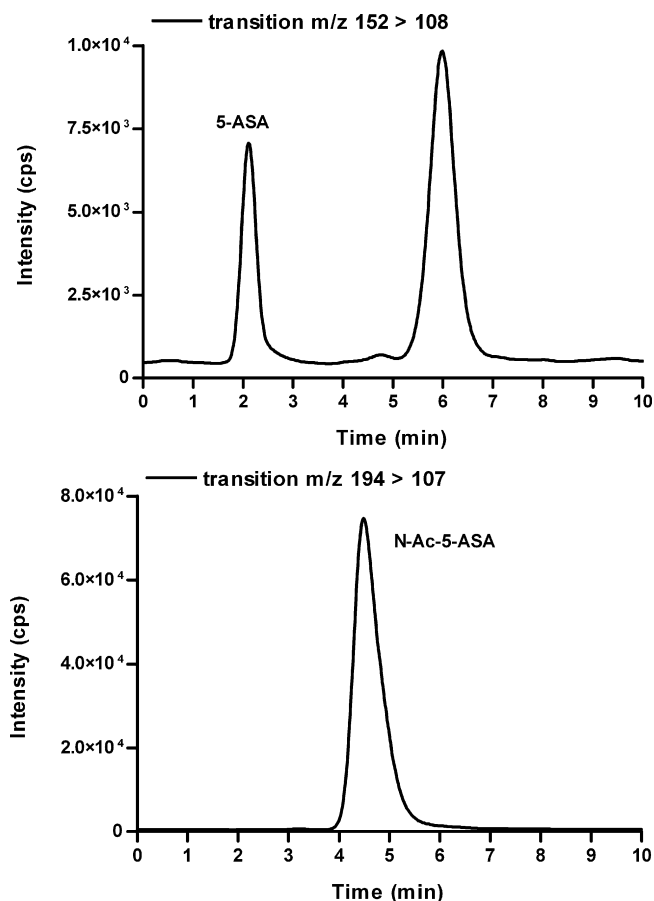 transition m/z 152 > 108
1.0×10⁴
7.5×10³
5.0×10³
2.5×10³
0
Intensity (cps)
5-ASA
0 1 2 3 4 5 6 7 8 9 10
Time (min)
transition m/z 194 > 107
8.0×10⁴
6.0×10⁴
4.0×10⁴
2.0×10⁴
0
Intensity (cps)
N-Ac-5-ASA
0 1 2 3 4 5 6 7 8 9 10
Time (min)